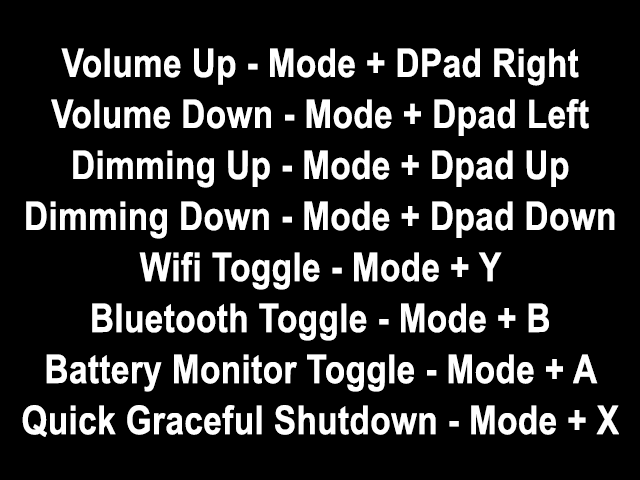 Volume Up - Mode + DPad Right
Volume Down - Mode + Dpad Left
Dimming Up - Mode + Dpad Up
Dimming Down - Mode + Dpad Down
Wifi Toggle - Mode + Y
Bluetooth Toggle - Mode + B
Battery Monitor Toggle - Mode + A
Quick Graceful Shutdown - Mode + X